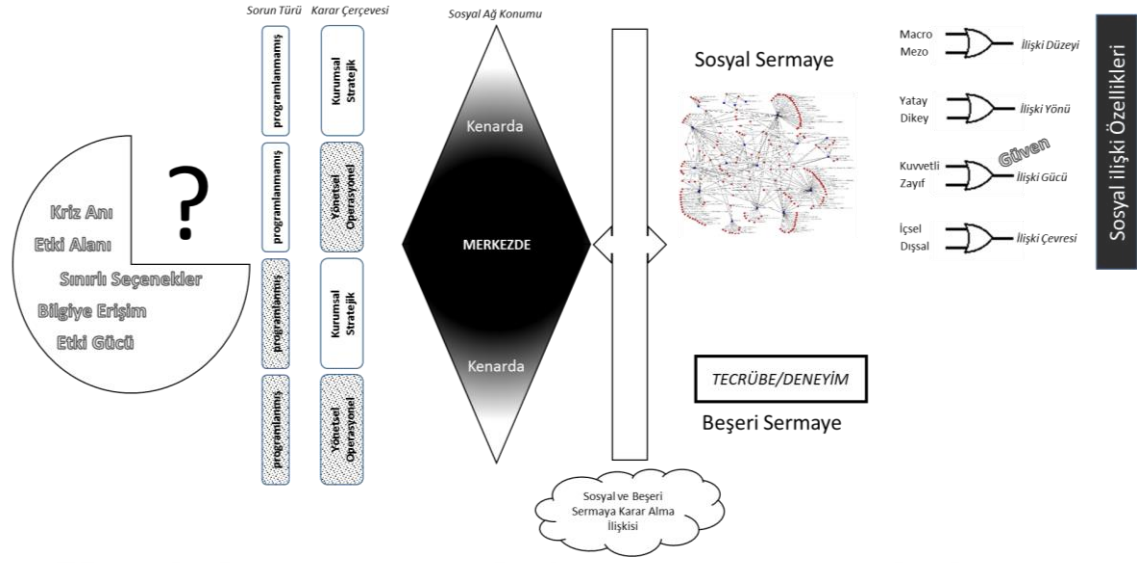 Sorun Türü
Karar Çerçevesi
Sosyal Ağ Konumu
?
Kriz Anı
Etki Alanı
Sınırlı Seçenekler
Bilgiye Erişim
Etki Gücü
programlanmamış
Kurumsal
Stratejik
programlanmamış
Yönetsel
Operasyonel
programlanmış
Kurumsal
Stratejik
programlanmış
Yönetsel
Operasyonel
Kenarda
MERKEZDE
Kenarda
Sosyal Sermaye
TECRÜBE/DENEYİM
Beşeri Sermaye
Sosyal ve Beşeri
Sermaya Karar Alma
İlişkisi
Macro
Mezo
İlişki Düzeyi
Yatay
Dikey
İlişki Yönü
Güven
Kuvvetli
Zayıf
İlişki Gücü
İçsel
Dışsal
İlişki Çevresi
Sosyal ilişki Özellikleri